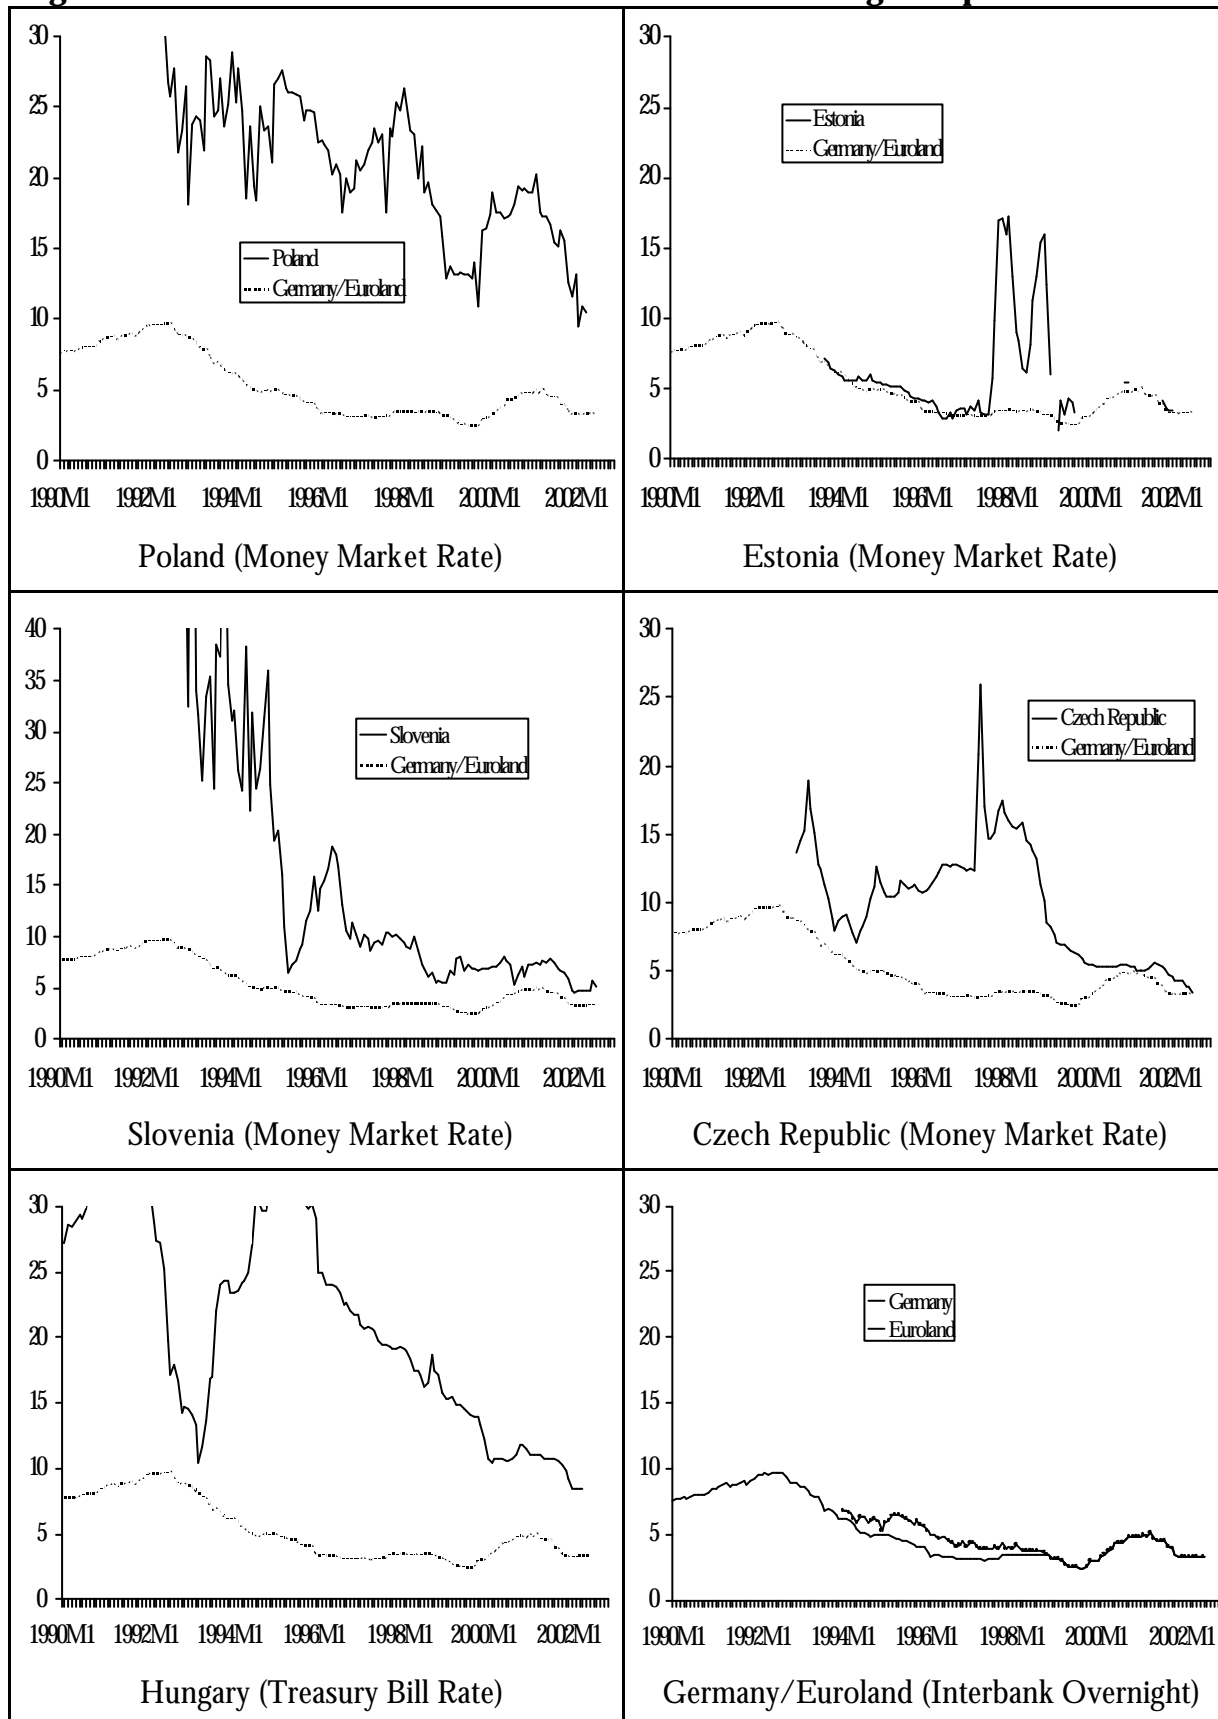 30
25
20
15
10
5
0
Poland
Germany/Euroland
1990M1 1992M1 1994M1 1996M1 1998M1 2000M1 2002M1
Poland (Money Market Rate)
30
25
20
15
10
5
0
Estonia
Germany/Euroland
1990M1 1992M1 1994M1 1996M1 1998M1 2000M1 2002M1
Estonia (Money Market Rate)
40
35
30
25
20
15
10
5
0
Slovenia
Germany/Euroland
1990M1 1992M1 1994M1 1996M1 1998M1 2000M1 2002M1
Slovenia (Money Market Rate)
30
25
20
15
10
5
0
Czech Republic
Germany/Euroland
1990M1 1992M1 1994M1 1996M1 1998M1 2000M1 2002M1
Czech Republic (Money Market Rate)
30
25
20
15
10
5
0
1990M1 1992M1 1994M1 1996M1 1998M1 2000M1 2002M1
Hungary (Treasury Bill Rate)
30
25
20
15
10
5
0
Germany
Euroland
1990M1 1992M1 1994M1 1996M1 1998M1 2000M1 2002M1
Germany/Euroland (Interbank Overnight)